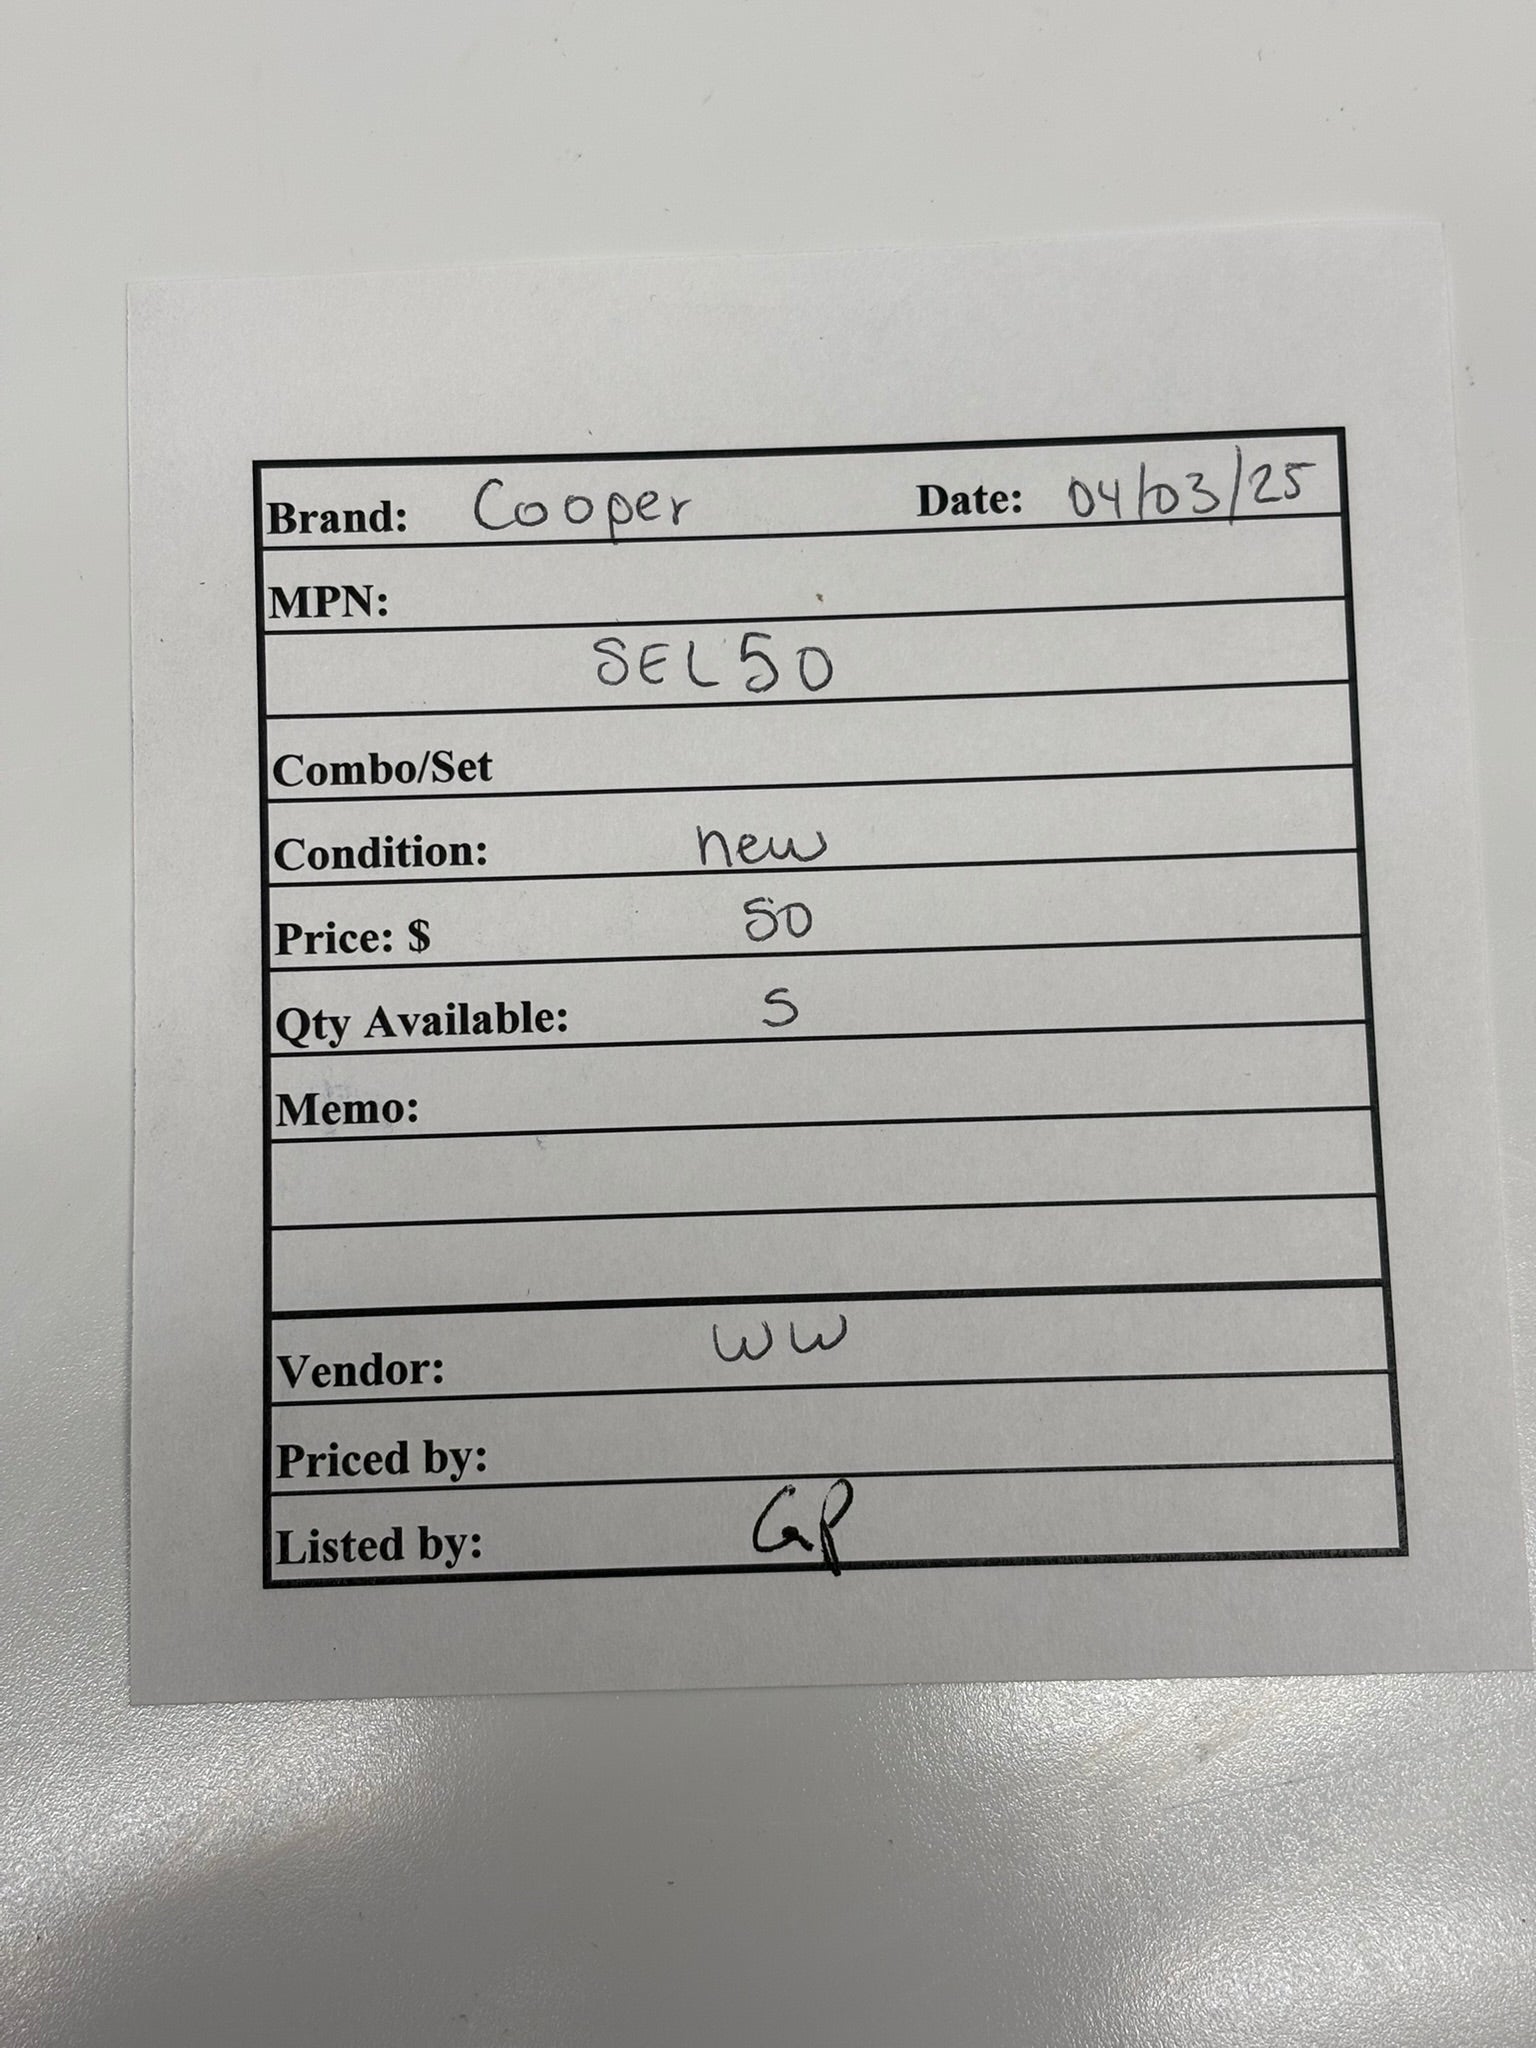 Brand: Cooper Date: 04/03/25
MPN:
SEL50
Combo/Set
Condition: new
Price: $ 50
Qty Available: 5
Memo:
Vendor: WW
Priced by:
Listed by: GP